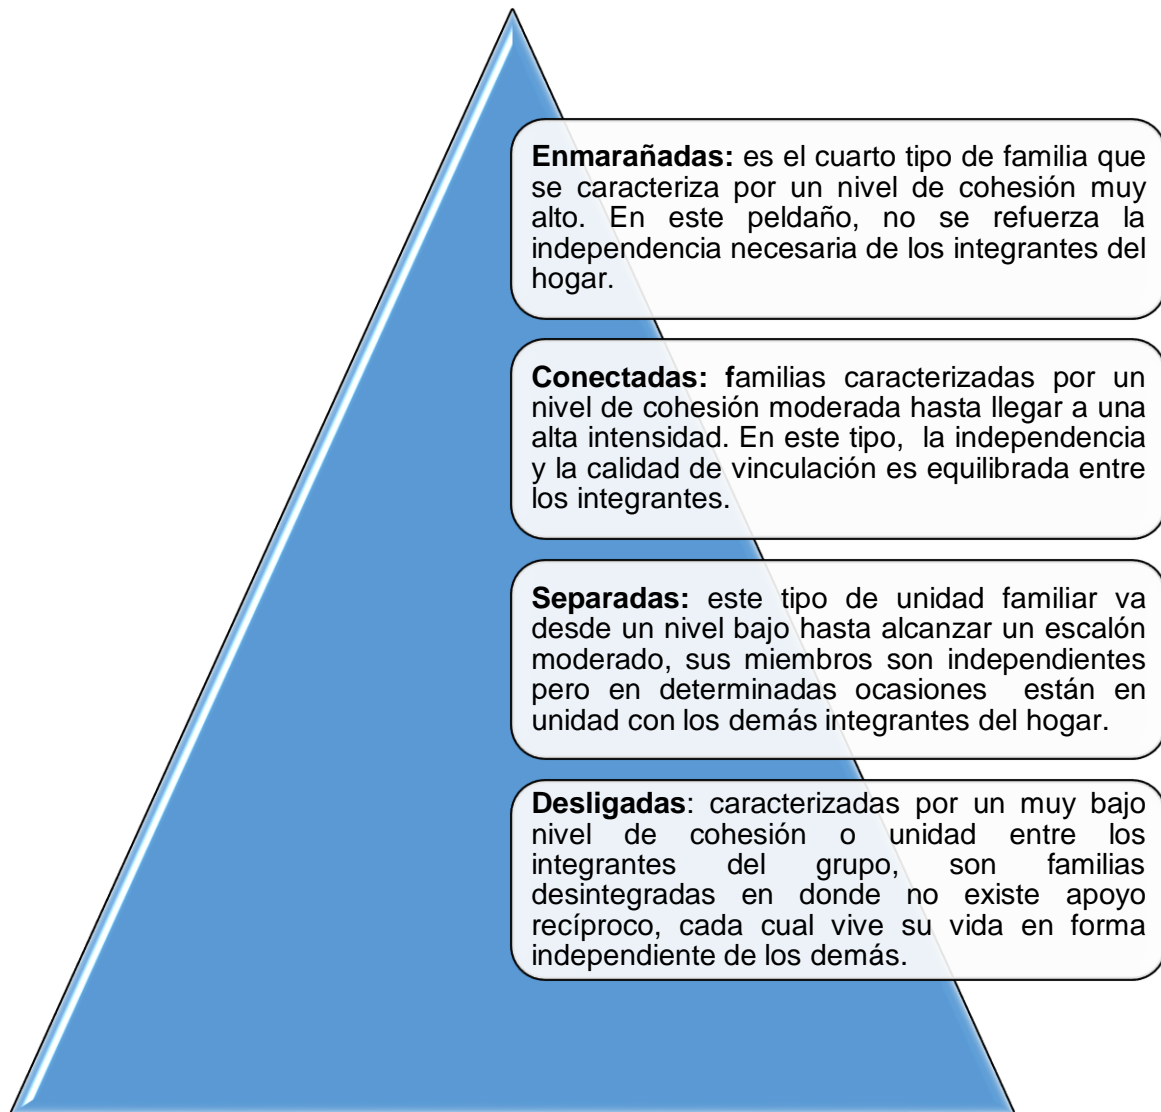 Enmarañadas: es el cuarto tipo de familia que
se caracteriza por un nivel de cohesión muy
alto. En este peldaño, no se refuerza la
independencia necesaria de los integrantes del
hogar.
Conectadas: familias caracterizadas por un
nivel de cohesión moderada hasta llegar a una
alta intensidad. En este tipo, la independencia
y la calidad de vinculación es equilibrada entre
los integrantes.
Separadas: este tipo de unidad familiar va
desde un nivel bajo hasta alcanzar un escalón
moderado, sus miembros son independientes
pero en determinadas ocasiones están en
unidad con los demás integrantes del hogar.
Desligadas: caracterizadas por un muy bajo
nivel de cohesión o unidad entre los
integrantes del grupo, son familias
desintegradas en donde no existe apoyo
recíproco, cada cual vive su vida en forma
independiente de los demás.